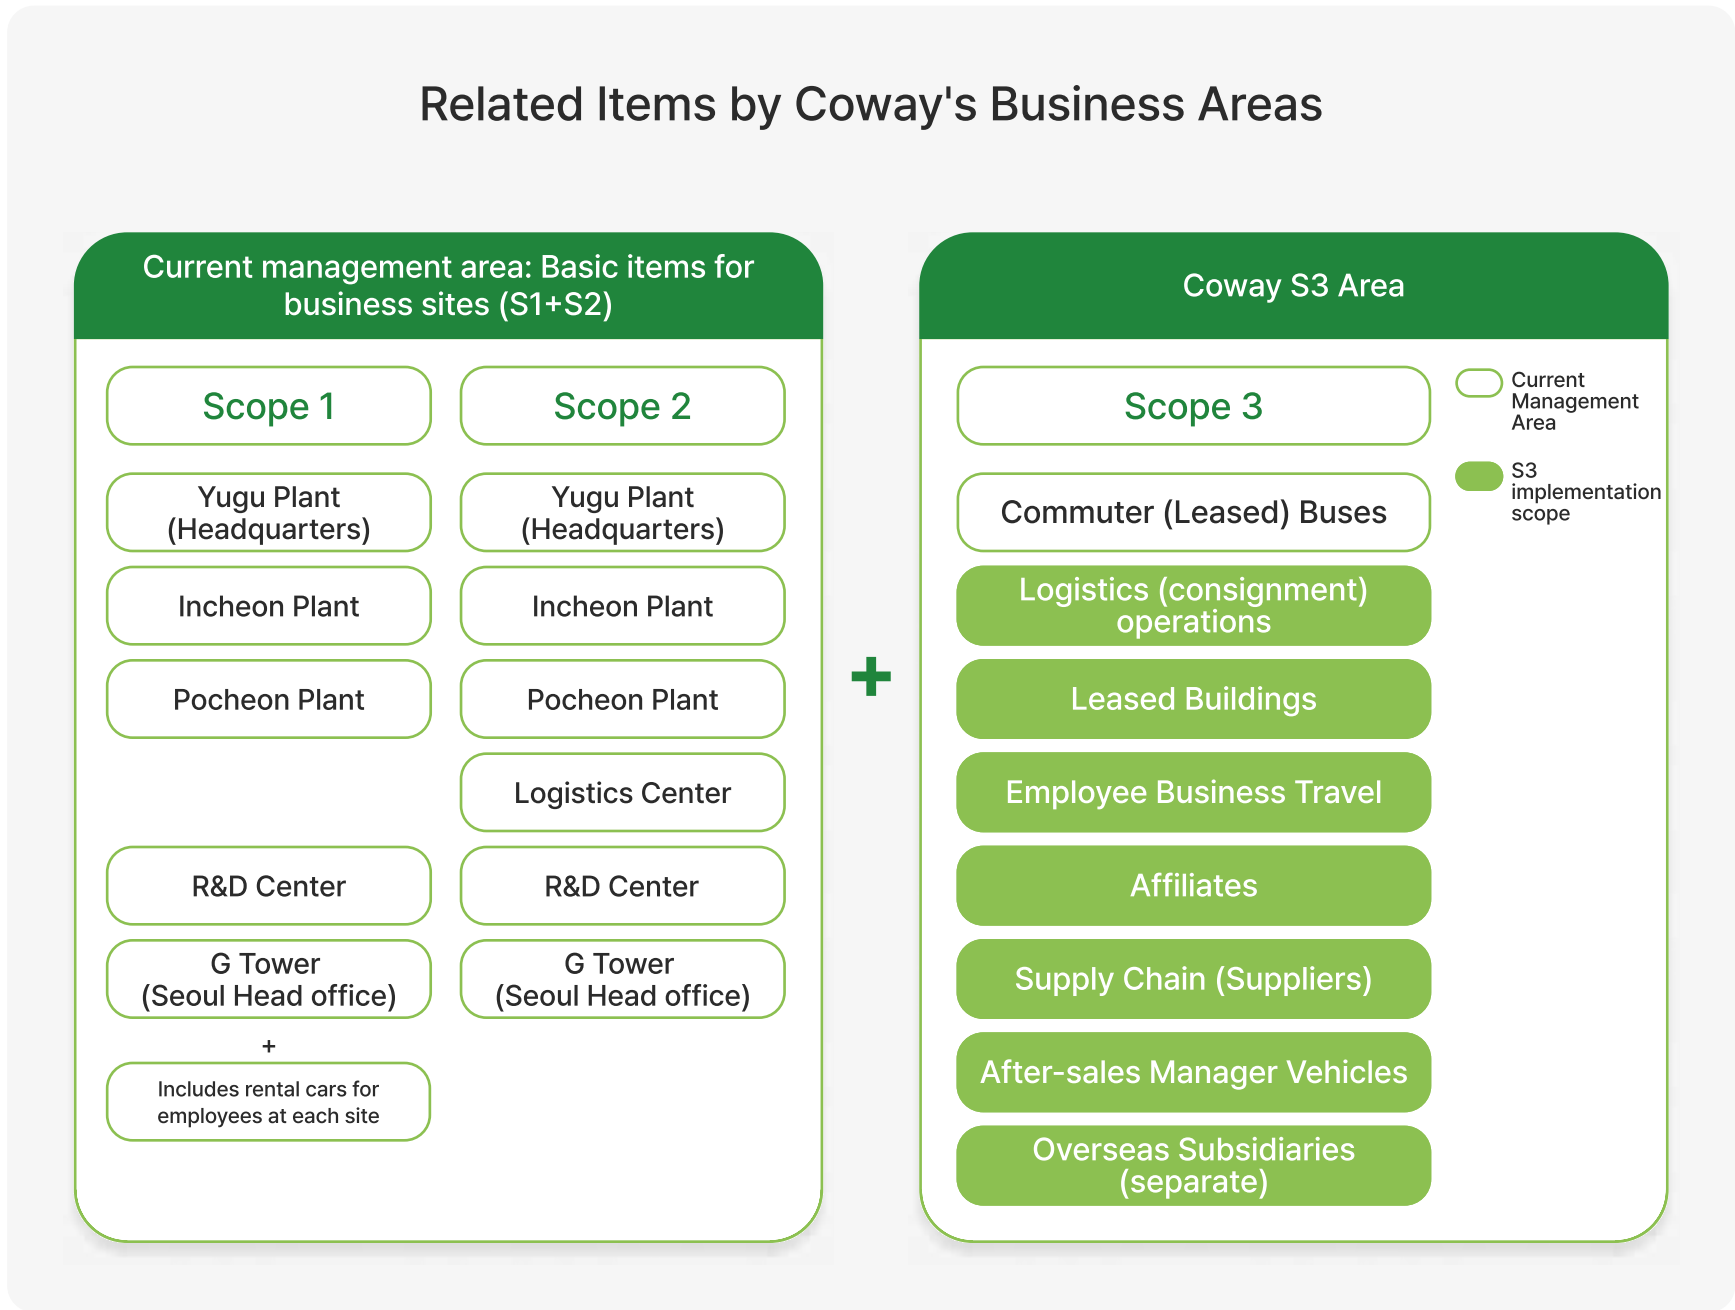 Related Items by Coway's Business Areas
Current management area: Basic items for
business sites (S1+S2)
Scope 1
Yugu Plant
(Headquarters)
Incheon Plant
Pocheon Plant
R&D Center
G Tower
(Seoul Head office)
+
Includes rental cars for
employees at each site
Scope 2
Yugu Plant
(Headquarters)
Incheon Plant
Pocheon Plant
Logistics Center
R&D Center
G Tower
(Seoul Head office)
+
Coway S3 Area
Scope 3
Commuter (Leased) Buses
Logistics (consignment)
operations
Leased Buildings
Employee Business Travel
Affiliates
Supply Chain (Suppliers)
After-sales Manager Vehicles
Overseas Subsidiaries
(separate)
Current
Management
Area
S3
implementation
scope